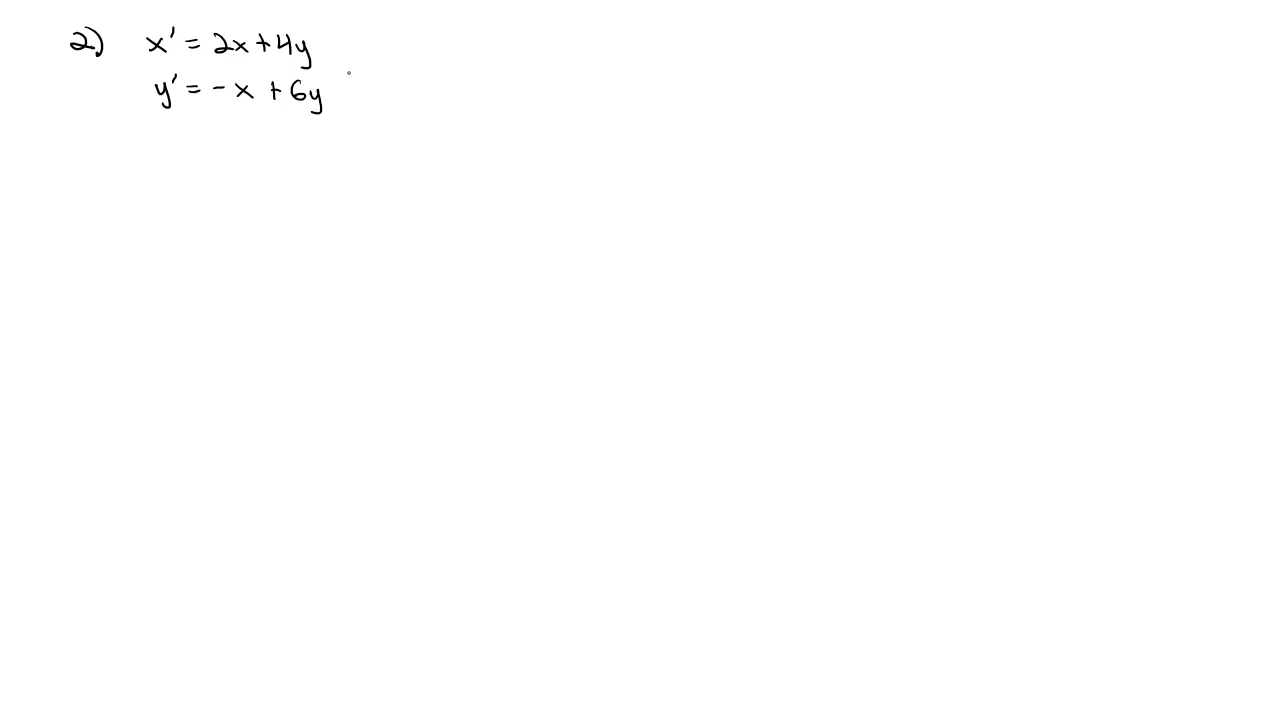 2) x' = 2x + 4y
y' = - x + 6y